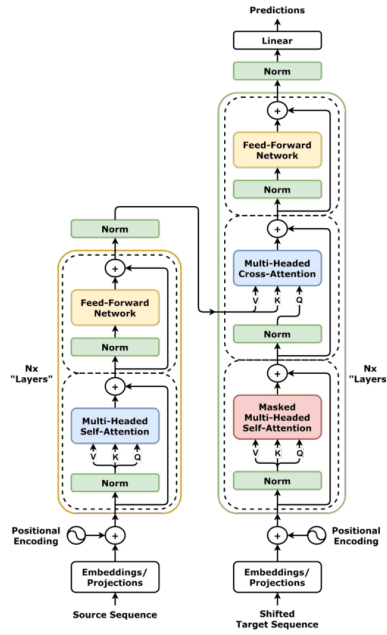 Predictions
Linear
Norm
+
Feed-Forward
Network
Norm
+
Multi-Headed
Cross-Attention
V K Q
Norm
+
Masked
Multi-Headed
Self-Attention
V K Q
Norm
Nx
"Layers
+
Positional
Encoding
Embeddings/
Projections
Shifted
Target Sequence
Norm
+
Feed-Forward
Network
Norm
+
Multi-Headed
Self-Attention
V K Q
Norm
Nx
"Layers"
+
Positional
Encoding
Embeddings/
Projections
Source Sequence